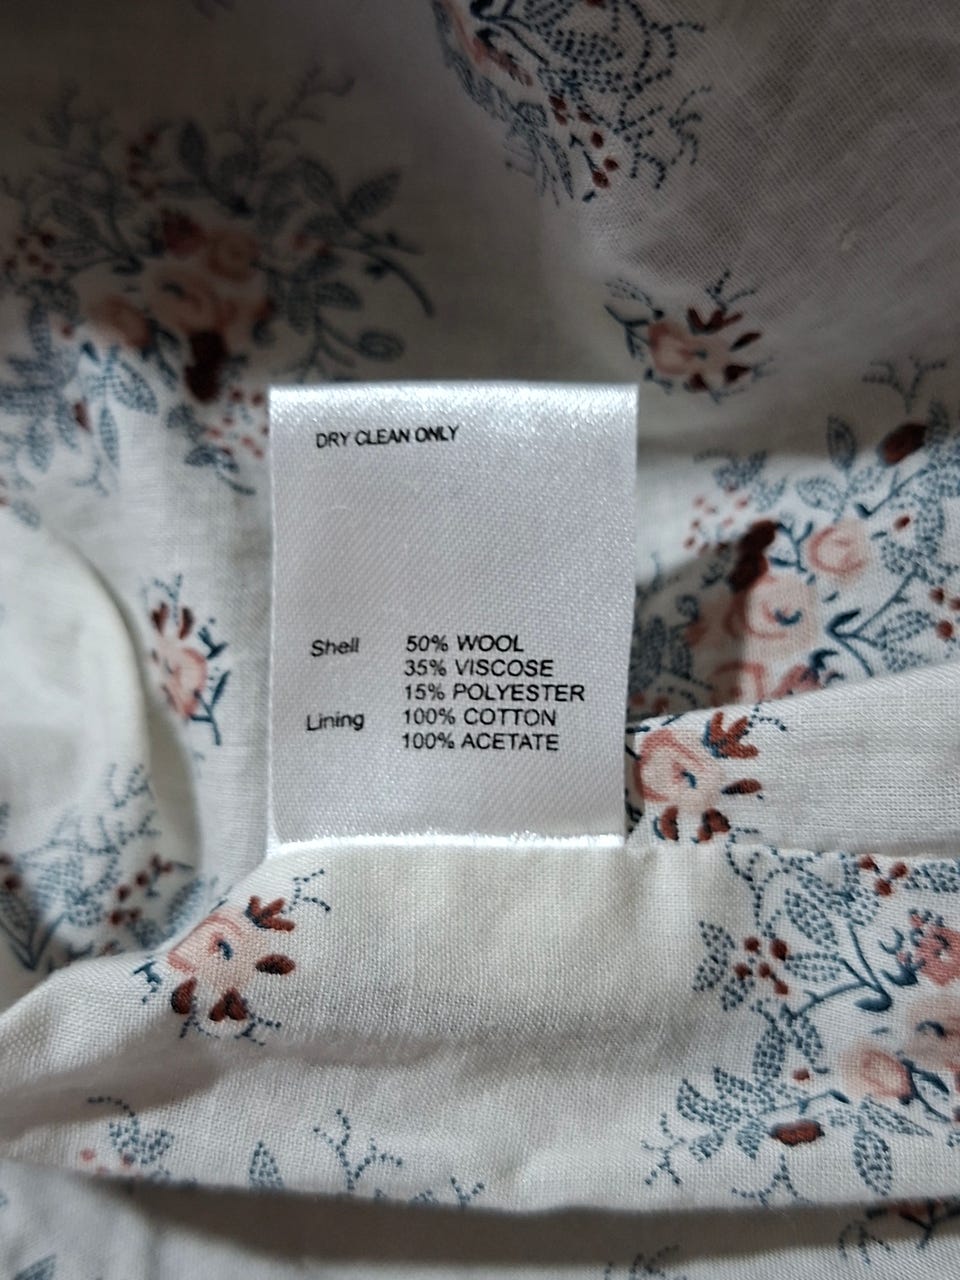 DRY CLEAN ONLY
Shell 50% WOOL
35% VISCOSE
15% POLYESTER
Lining 100% COTTON
100% ACETATE